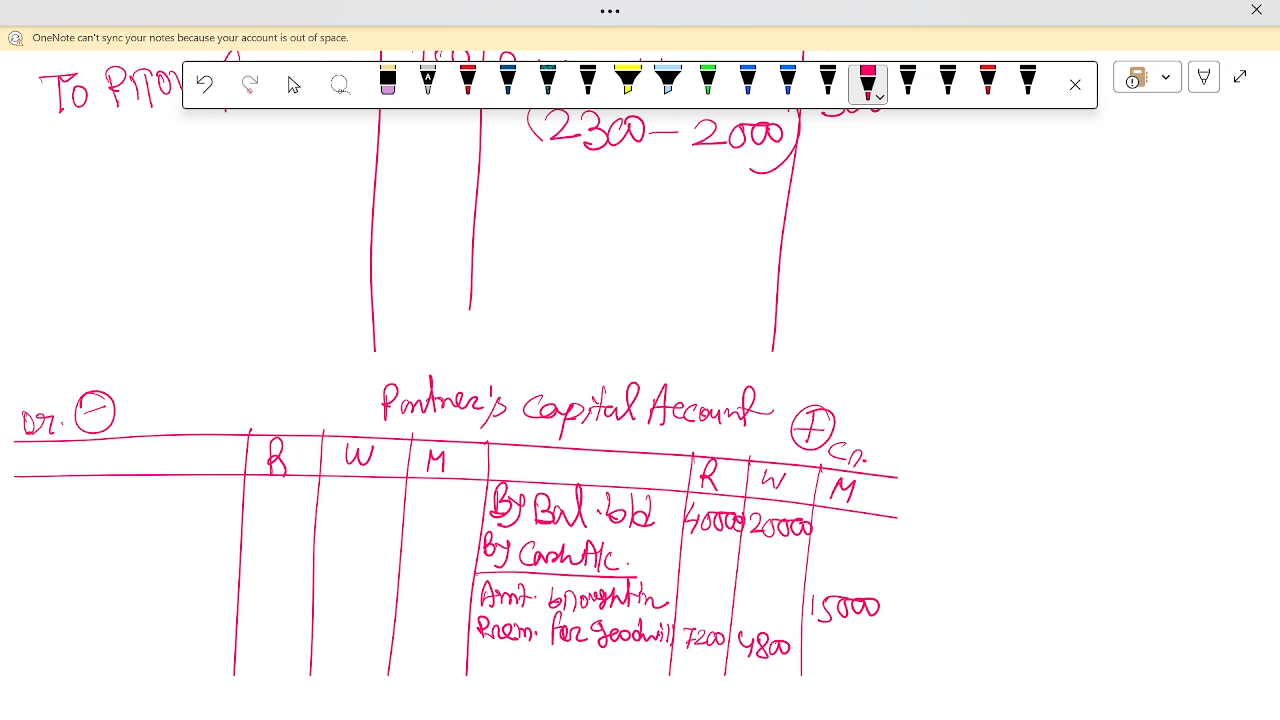 OneNote can't sync your notes because your account is out of space.
To
(2300 - 2000)
Partner's Capital Account
Dr. - + Cr.
R W M R W M
By Bal. b/d 40000 20000
By Cash A/c.
Amt. brought in 15000
Prem. for goodwill 7200 4800